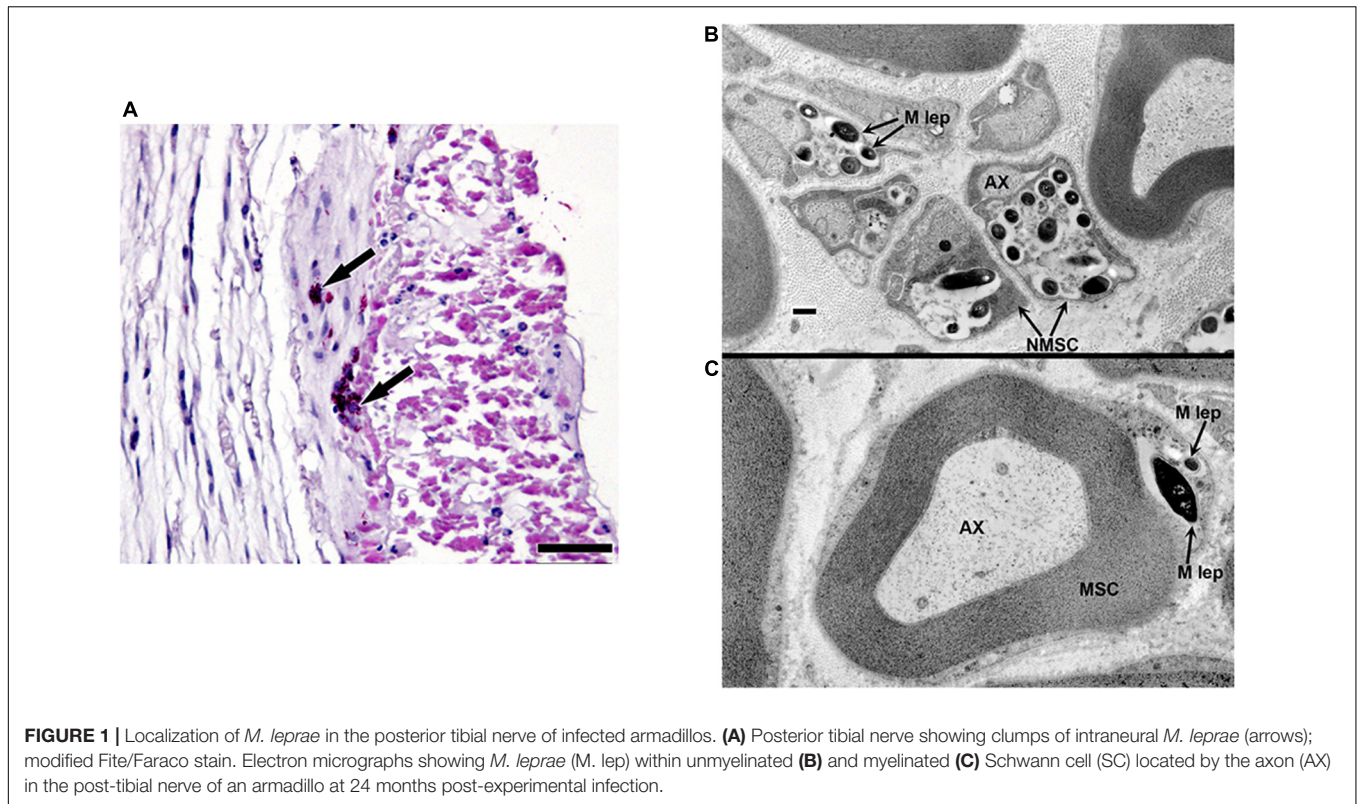 A
B
M lep
AX
NMSC
C
M lep
AX
MSC
M lep
FIGURE 1 | Localization of M. leprae in the posterior tibial nerve of infected armadillos. (A) Posterior tibial nerve showing clumps of intraneural M. leprae (arrows);
modified Fite/Faraco stain. Electron micrographs showing M. leprae (M. lep) within unmyelinated (B) and myelinated (C) Schwann cell (SC) located by the axon (AX)
in the post-tibial nerve of an armadillo at 24 months post-experimental infection.